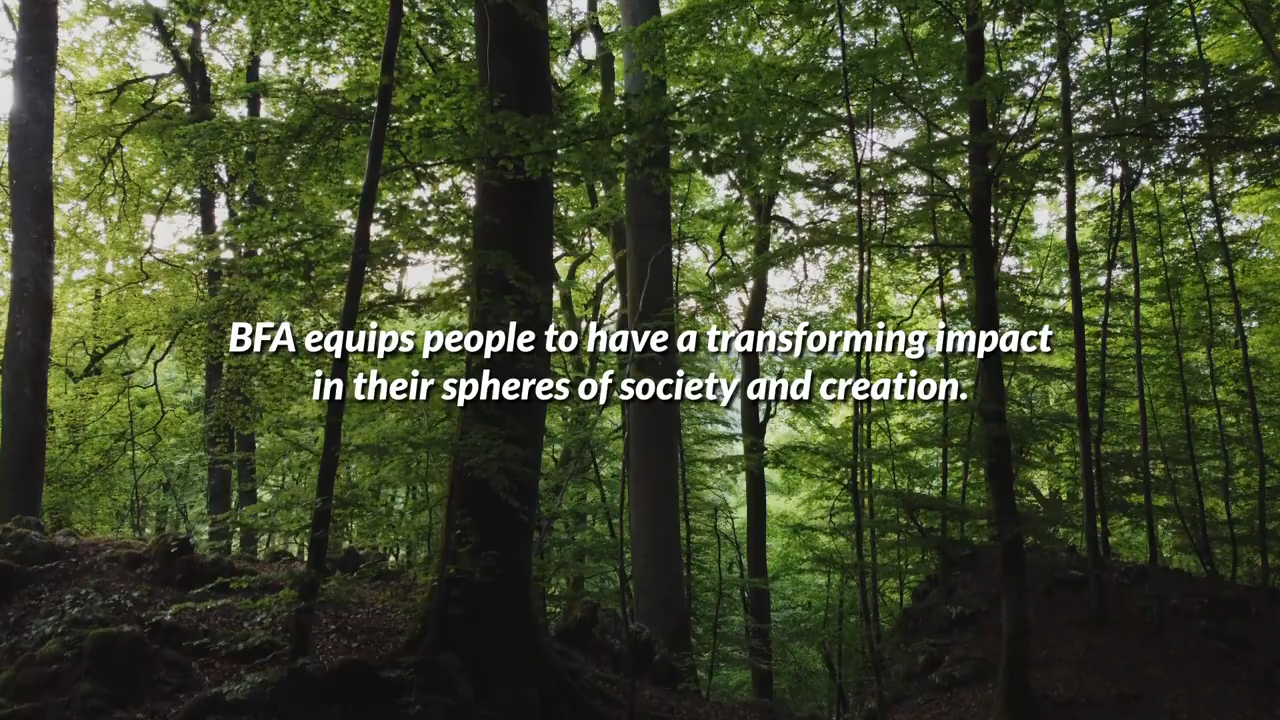 BFA equips people to have a transforming impact
in their spheres of society and creation.